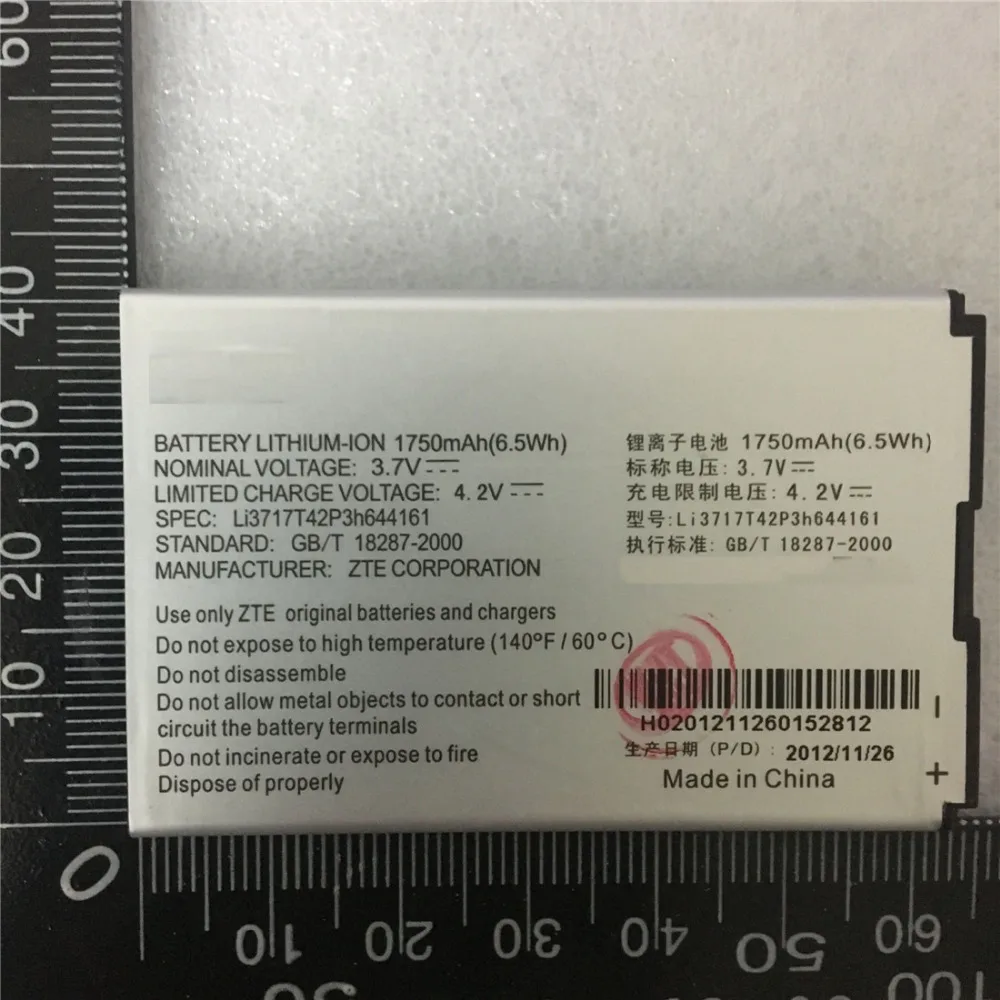 BATTERY LITHIUM-ION 1750mAh(6.5Wh)
NOMINAL VOLTAGE: 3.7V⎓
LIMITED CHARGE VOLTAGE: 4.2V⎓
SPEC: Li3717T42P3h644161
STANDARD: GB/T 18287-2000
MANUFACTURER: ZTE CORPORATION
Use only ZTE original batteries and chargers
Do not expose to high temperature (140ºF / 60ºC)
Do not disassemble
Do not allow metal objects to contact or short
circuit the battery terminals
Do not incinerate or expose to fire
Dispose of properly
锂离子电池 1750mAh(6.5Wh)
标称电压: 3.7V⎓
充电限制电压: 4.2V⎓
型号:Li3717T42P3h644161
执行标准: GB/T 18287-2000
H0201211260152812
生产日期 (P/D): 2012/11/26
Made in China
-
+
60
40
30
20
10
0
10
20
30
40
50
60
50
100